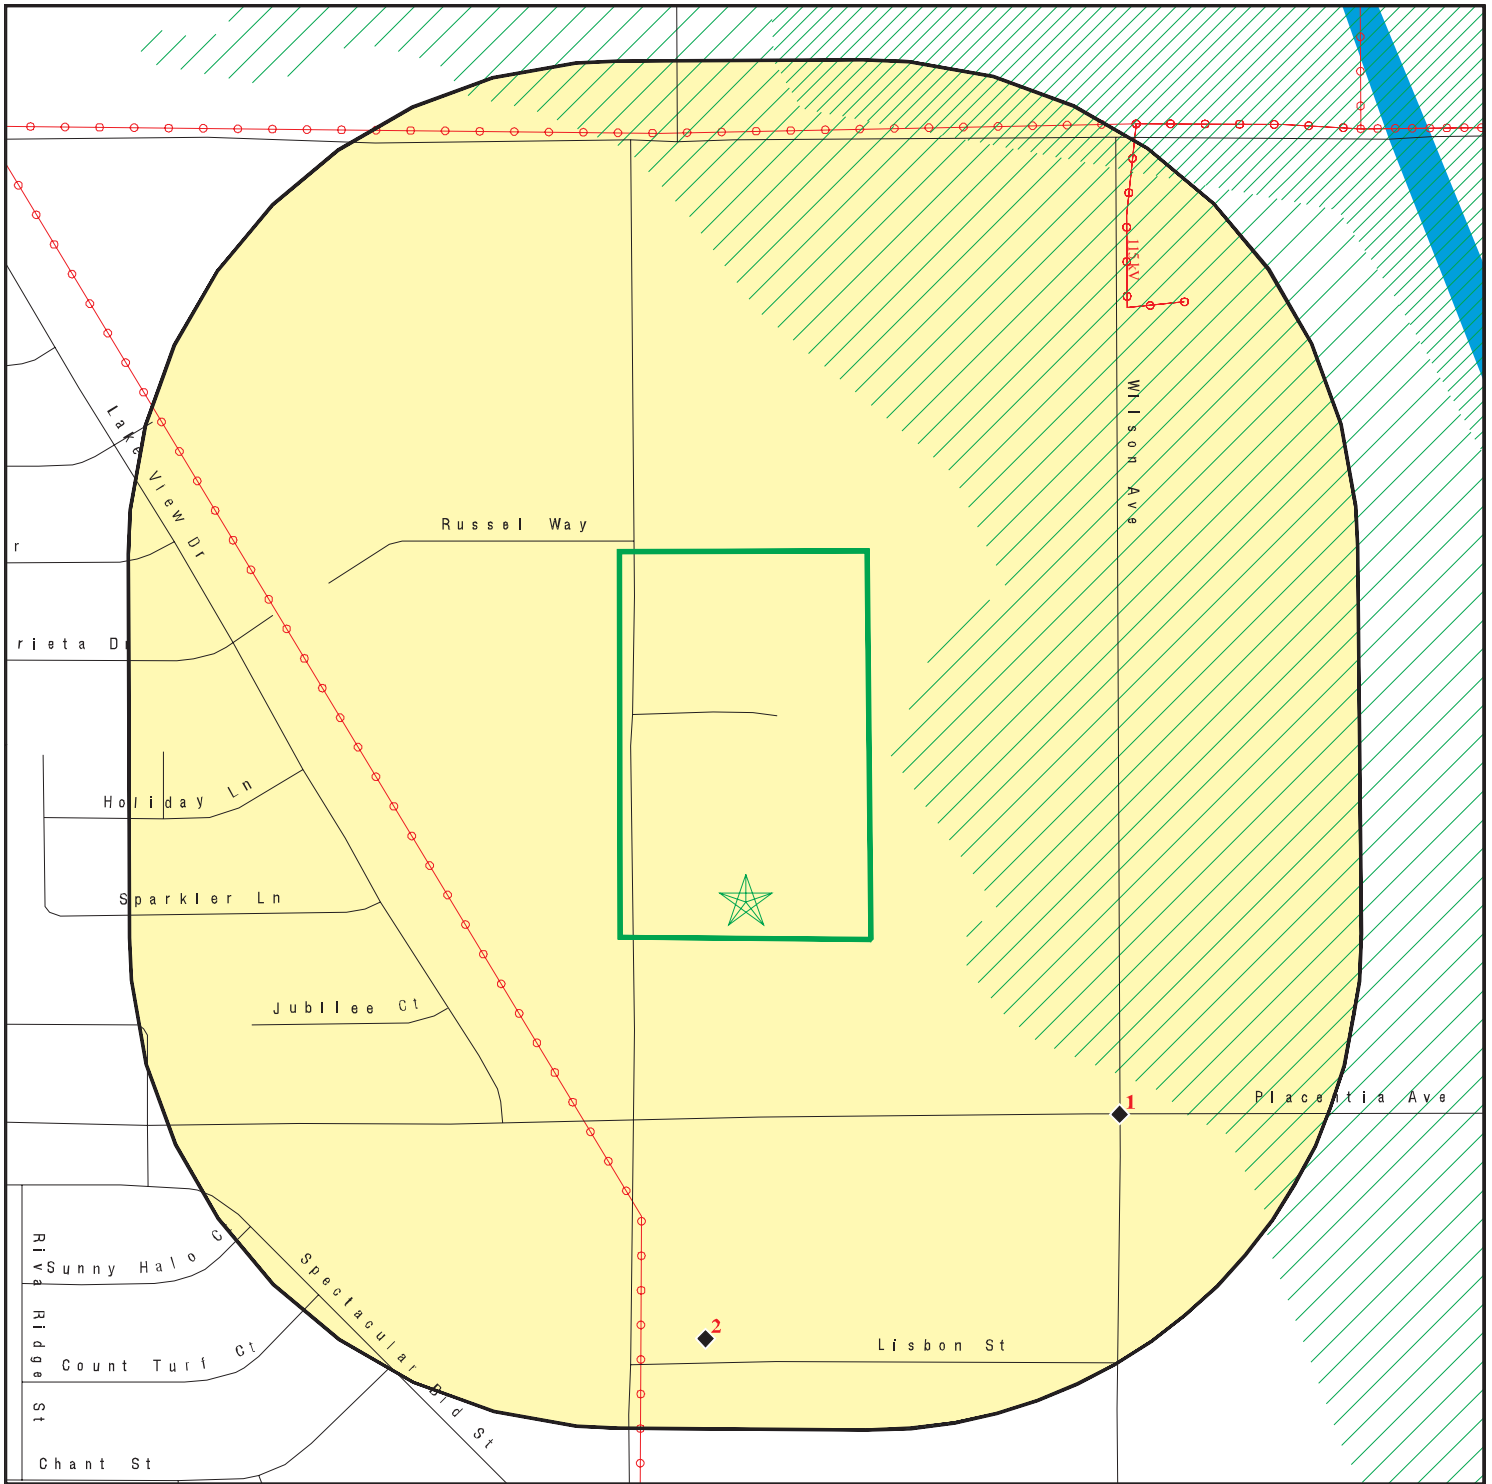 115kV
Wilson Ave
Lake View Dr
Russel Way
r
rieta Dr
Holiday Ln
Sparkler Ln
Jubilee Ct
1
Placentia Ave
Riva Ridge St
Sunny Halo Ct
Spectacular Bid St
2
Lisbon St
Count Turf Ct
Chant St